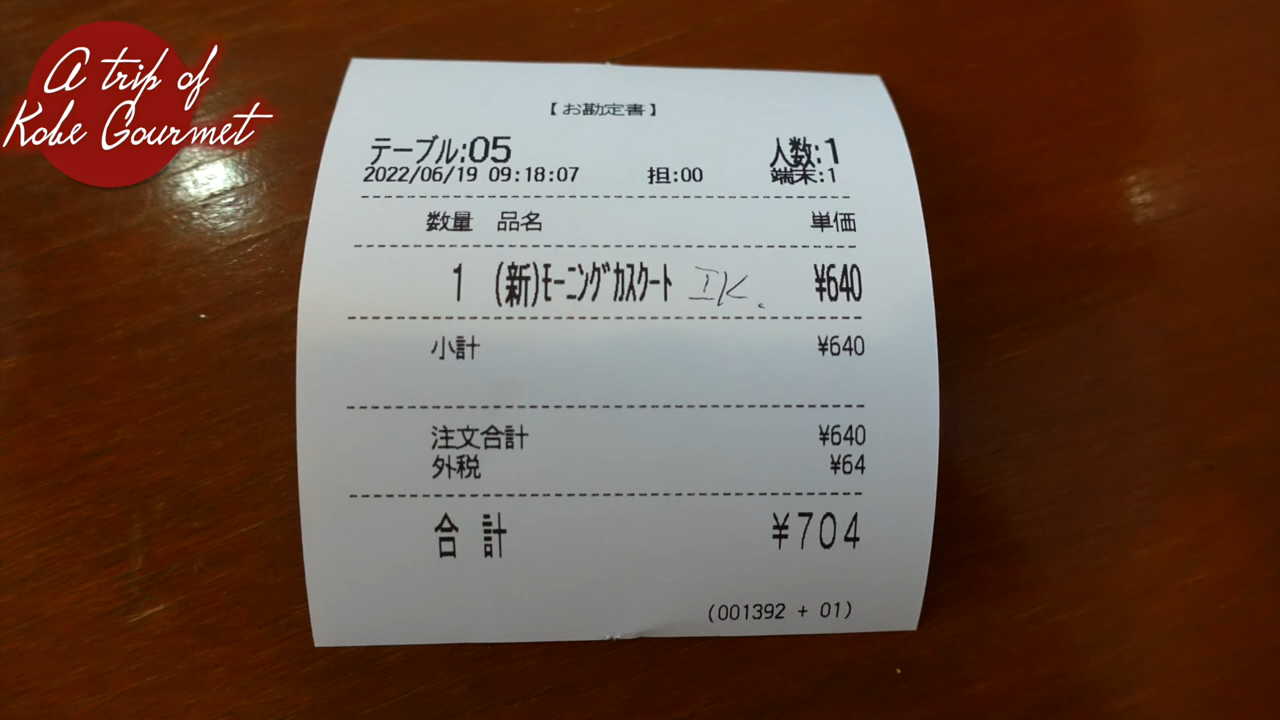 A trip of
Kobe Gourmet
【お勘定書】
テーブル:05 人数:1
2022/06/19 09:18:07 担:00 端末:1
数量 品名 単価
1 (新)ﾓｰﾆﾝｸﾞｶｽｸｰﾄ IK. ¥640
小計 ¥640
注文合計 ¥640
外税 ¥64
合計 ¥704
(001392 + 01)